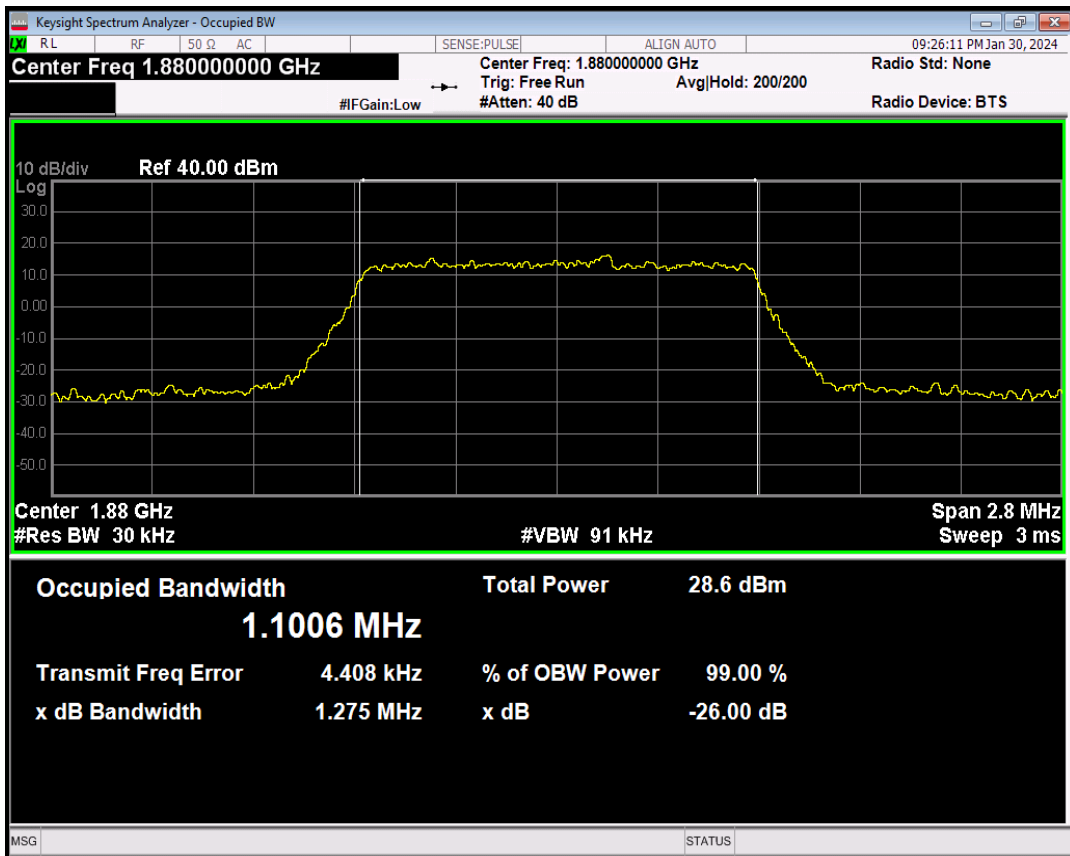 Keysight Spectrum Analyzer - Occupied BW
LXI RL RF 50 Ω AC SENSE:PULSE ALIGN AUTO 09:26:11 PM Jan 30, 2024
Center Freq 1.880000000 GHz Center Freq: 1.880000000 GHz Radio Std: None
Trig: Free Run Avg|Hold: 200/200
#IFGain:Low #Atten: 40 dB Radio Device: BTS
10 dB/div Ref 40.00 dBm
Log
30.0
20.0
10.0
0.00
-10.0
-20.0
-30.0
-40.0
-50.0
Center 1.88 GHz Span 2.8 MHz
#Res BW 30 kHz #VBW 91 kHz Sweep 3 ms
Occupied Bandwidth Total Power 28.6 dBm
1.1006 MHz
Transmit Freq Error 4.408 kHz % of OBW Power 99.00 %
x dB Bandwidth 1.275 MHz x dB -26.00 dB
MSG STATUS